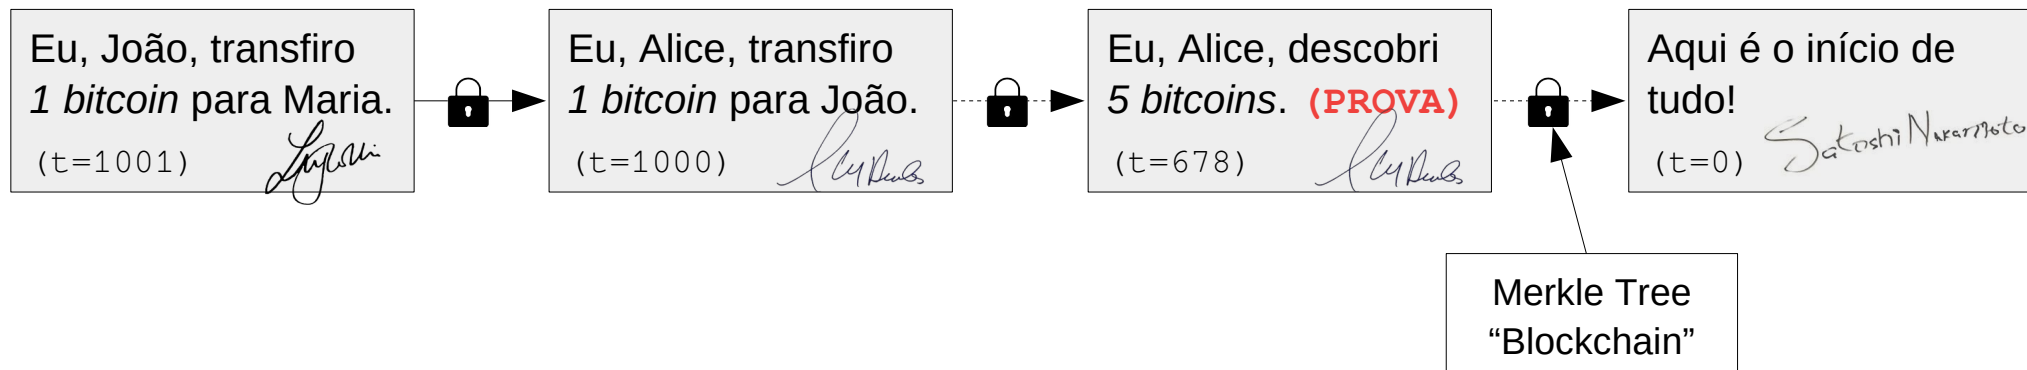 Eu, João, transfiro
1 bitcoin para Maria.
(t=1001)
Eu, Alice, transfiro
1 bitcoin para João.
(t=1000)
Eu, Alice, descobri
5 bitcoins. (PROVA)
(t=678)
Aqui é o início de
tudo!
(t=0) Satoshi Nakamoto
Merkle Tree
“Blockchain”